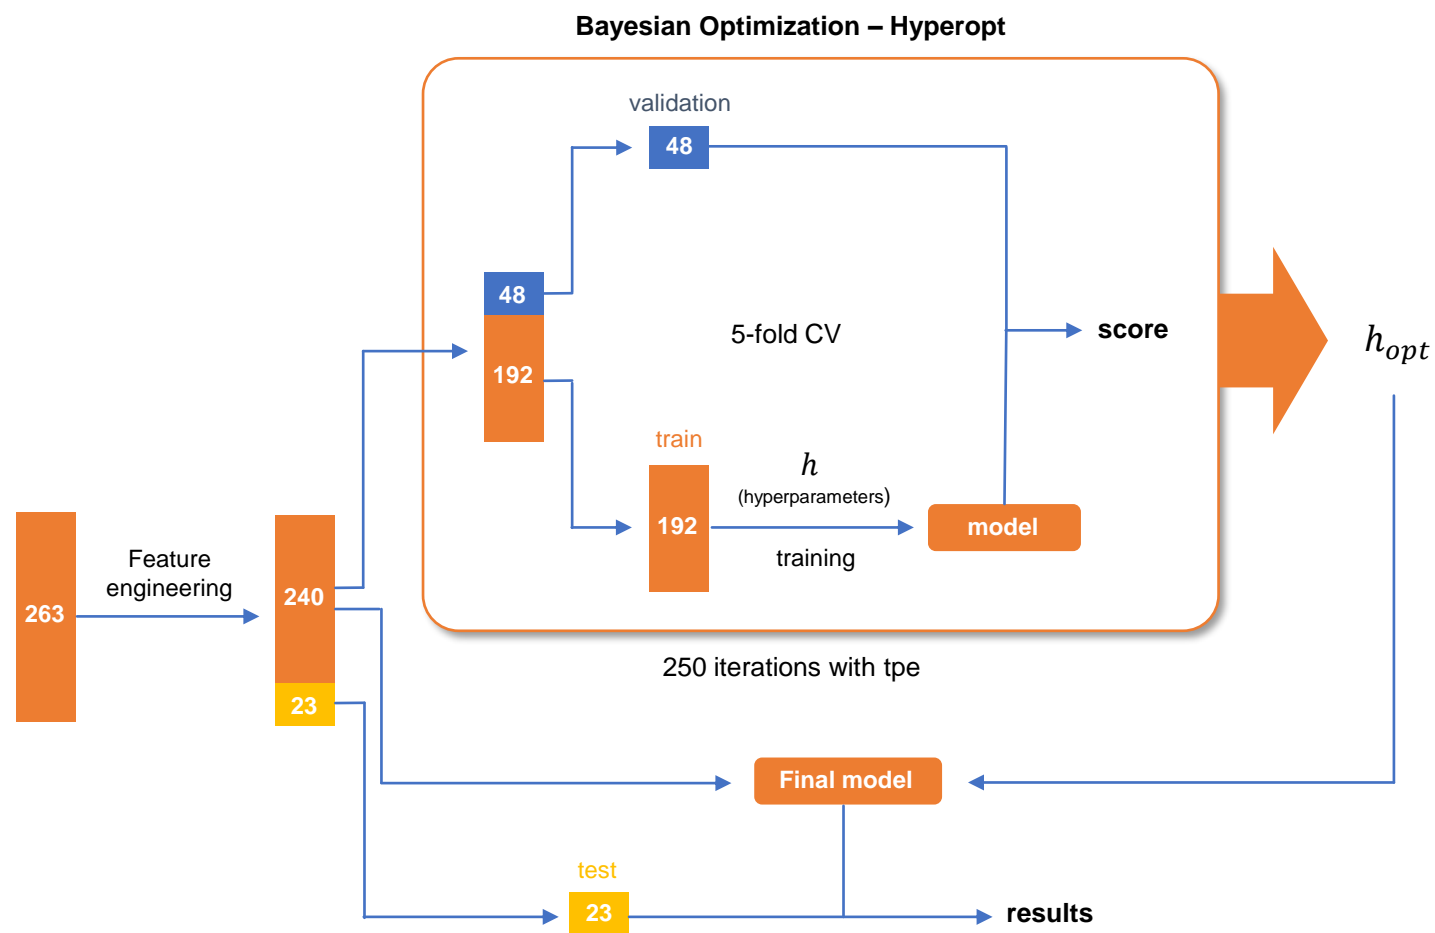 Bayesian Optimization – Hyperopt
validation
48
48
192
5-fold CV
score
h_opt
train
192
h
(hyperparameters)
training
model
263
Feature
engineering
240
23
250 iterations with tpe
Final model
test
23
results